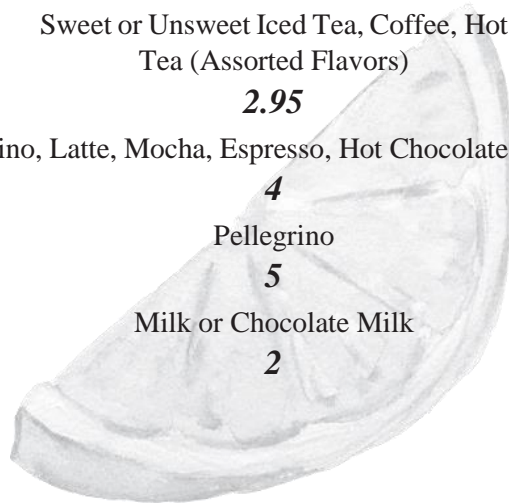 Sweet or Unsweet Iced Tea, Coffee, Hot
Tea (Assorted Flavors)
2.95
Latte, Mocha, Espresso, Hot Chocolate
4
Pellegrino
5
Milk or Chocolate Milk
2